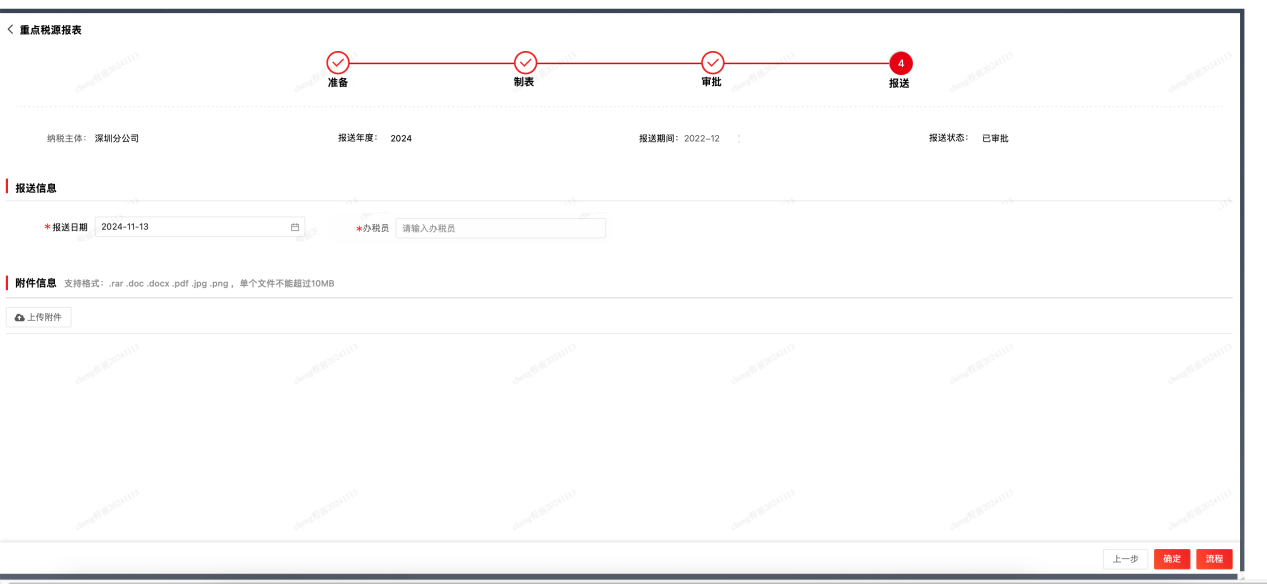 重点税源报表
准备
制表
审批
4
报送
纳税主体: 深圳分公司
报送年度: 2024
报送期间: 2022-12
报送状态: 已审批
报送信息
*报送日期 2024-11-13
*办税员 请输入办税员
附件信息 支持格式: .rar .doc .docx .pdf .jpg .png , 单个文件不能超过10MB
上传附件
上一步 确定 流程